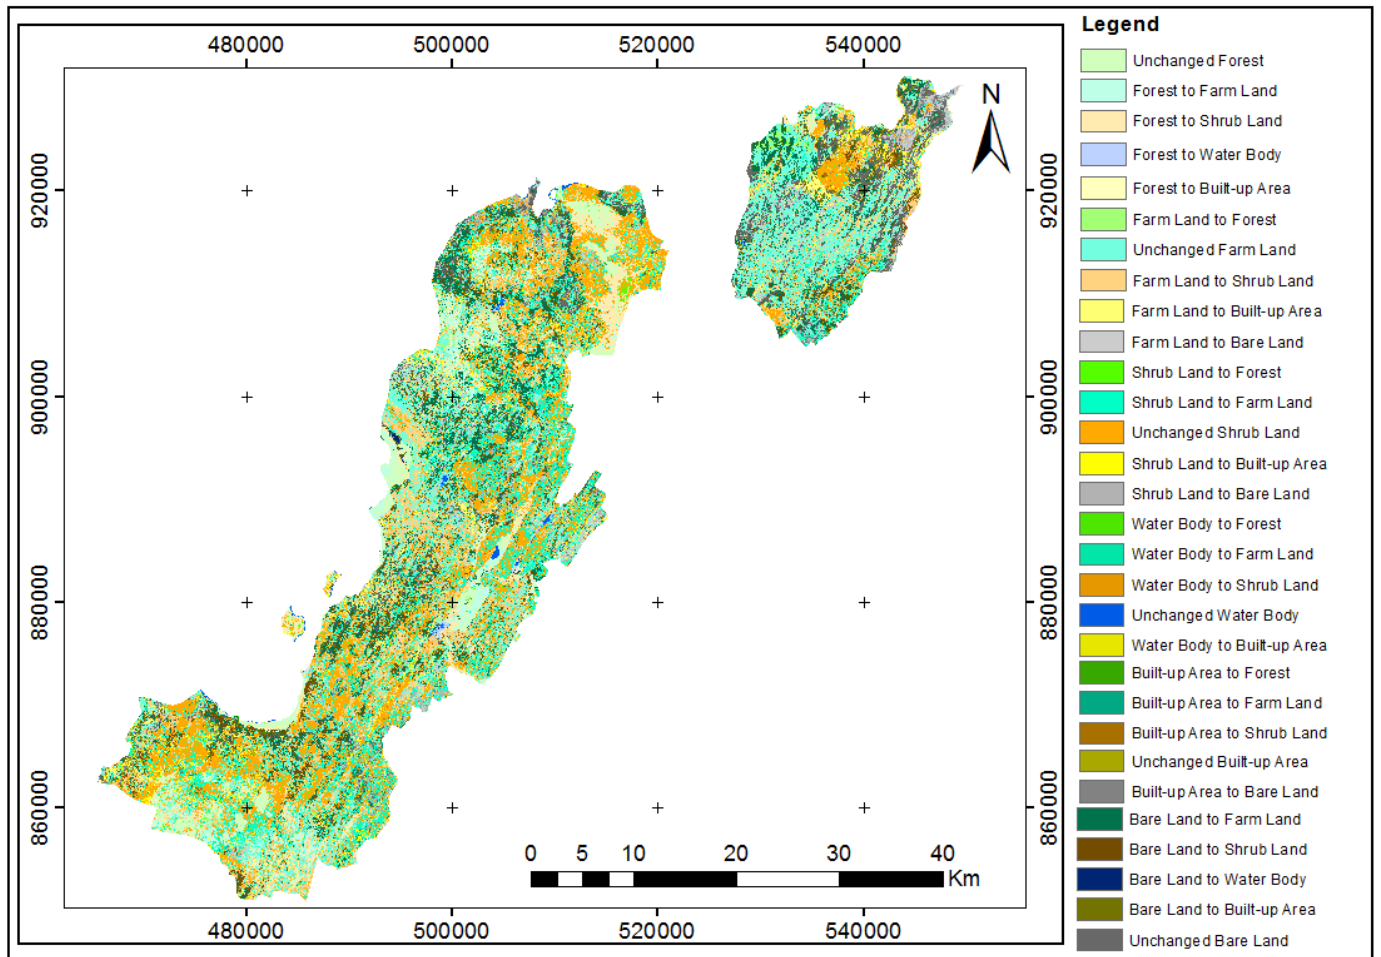 Legend
480000 500000 520000 540000
N
920000 920000
900000 900000
880000 880000
860000 860000
0 5 10 20 30 40
Km
480000 500000 520000 540000
Unchanged Forest
Forest to Farm Land
Forest to Shrub Land
Forest to Water Body
Forest to Built-up Area
Farm Land to Forest
Unchanged Farm Land
Farm Land to Shrub Land
Farm Land to Built-up Area
Farm Land to Bare Land
Shrub Land to Forest
Shrub Land to Farm Land
Unchanged Shrub Land
Shrub Land to Built-up Area
Shrub Land to Bare Land
Water Body to Forest
Water Body to Farm Land
Water Body to Shrub Land
Unchanged Water Body
Water Body to Built-up Area
Built-up Area to Forest
Built-up Area to Farm Land
Built-up Area to Shrub Land
Unchanged Built-up Area
Built-up Area to Bare Land
Bare Land to Farm Land
Bare Land to Shrub Land
Bare Land to Water Body
Bare Land to Built-up Area
Unchanged Bare Land